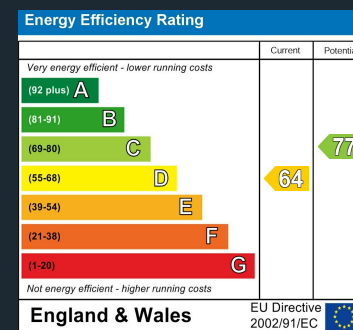 Energy Efficiency Rating
Current Potentia
Very energy efficient - lower running costs
(92 plus) A
(81-91) B
(69-80) C
77
(55-68) D
64
(39-54) E
(21-38) F
(1-20) G
Not energy efficient - higher running costs
England & Wales
EU Directive
2002/91/EC